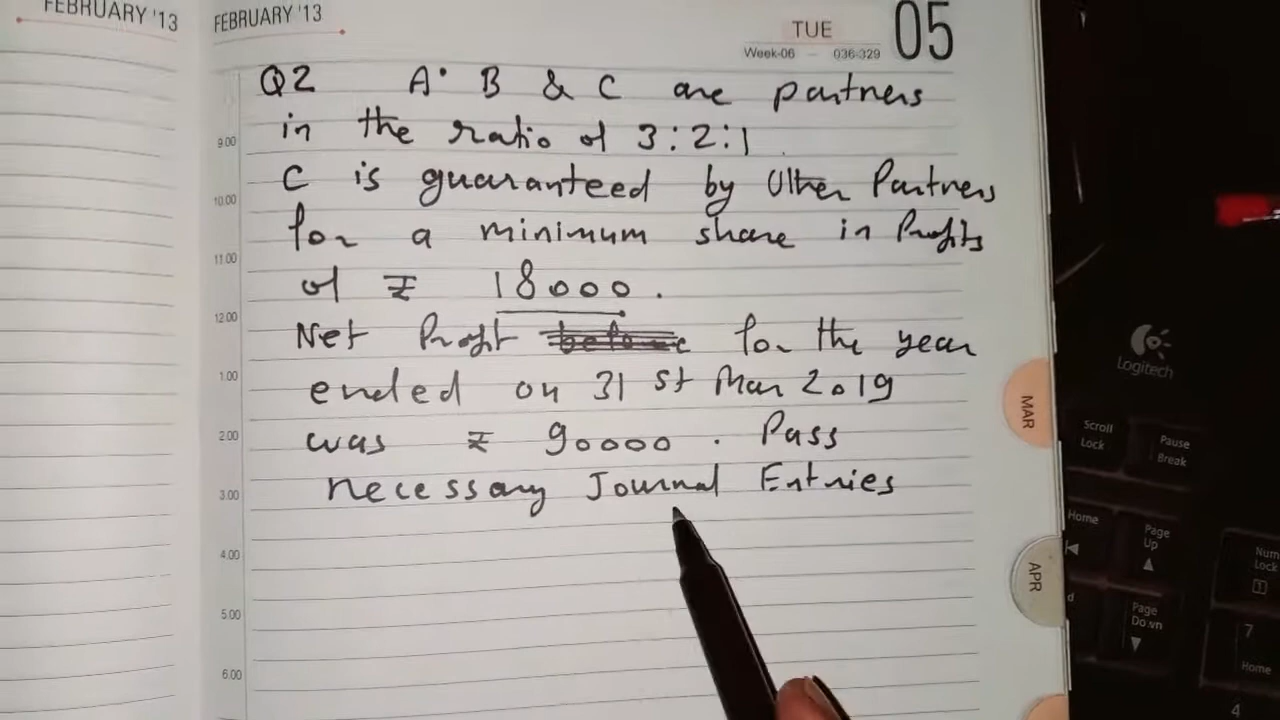 FEBRUARY '13
FEBRUARY '13
TUE
05
Week-06 036-329
Q2 A B & C are partners
in the ratio of 3:2:1
C is guaranteed by Other Partners
for a minimum share in Profits
of ₹ 18000.
Net Profit for the year
ended on 31 st Mar 2019
was ₹ 90000. Pass
necessary Journal Entries
9.00
10.00
11.00
12.00
1.00
2.00
3.00
4.00
5.00
6.00
MAR
APR
Logitech
Scroll Lock
Pause Break
Home
Page Up
Num Lock
d
Page Down
7
Home
4